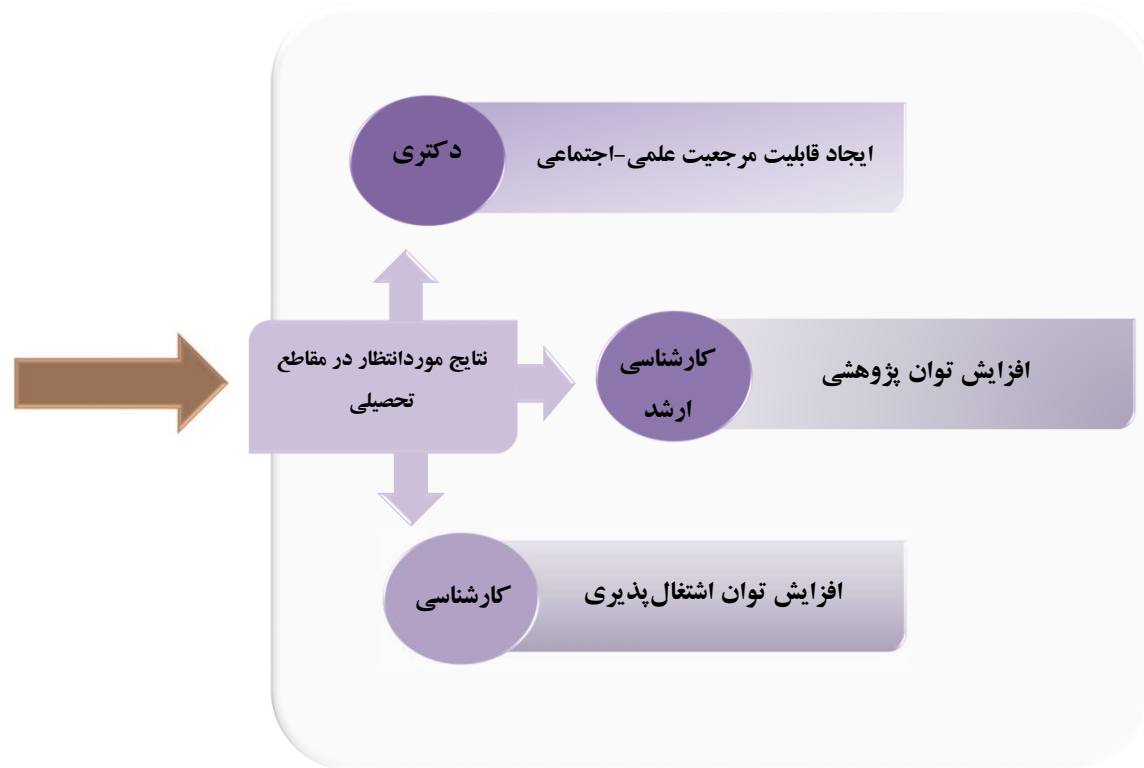 دکتری
ایجاد قابلیت مرجعیت علمی-اجتماعی
نتایج موردانتظار در مقاطع
تحصیلی
کارشناسی
ارشد
افزایش توان پژوهشی
کارشناسی
افزایش توان اشتغال‌پذیری